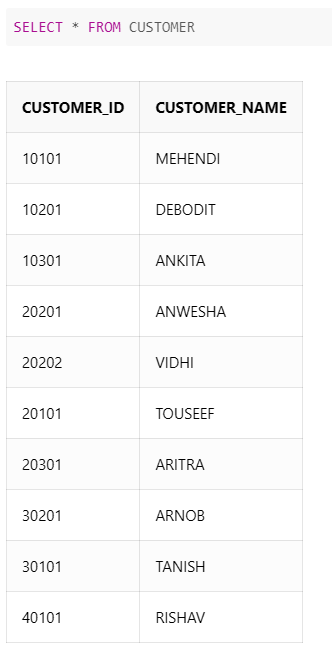 SELECT * FROM CUSTOMER
CUSTOMER_ID CUSTOMER_NAME
10101 MEHENDI
10201 DEBODIT
10301 ANKITA
20201 ANWESHA
20202 VIDHI
20101 TOUSEEF
20301 ARITRA
30201 ARNOB
30101 TANISH
40101 RISHAV